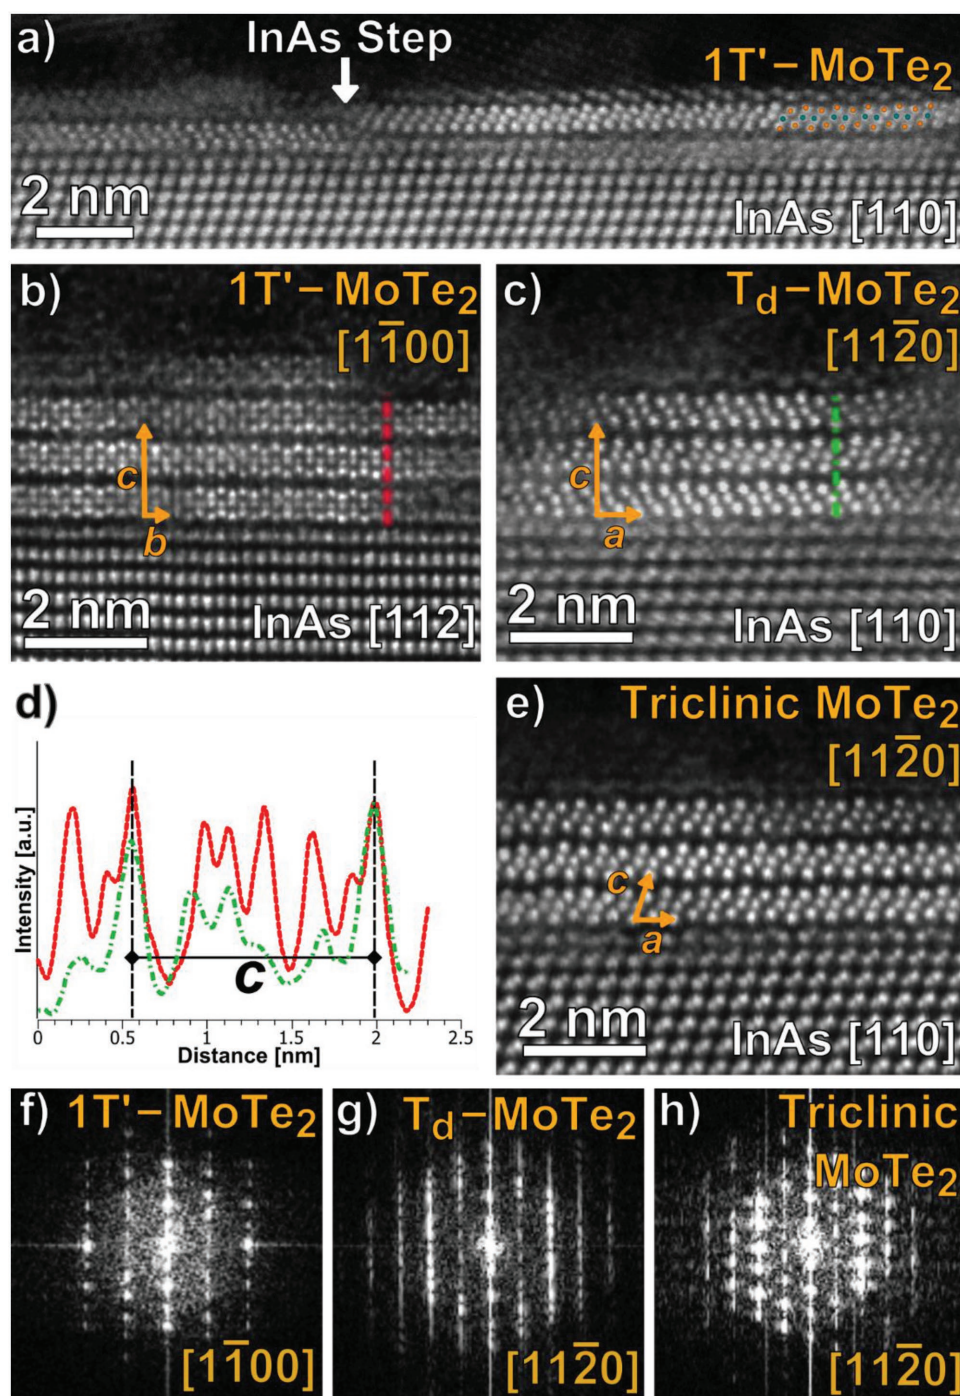 a)
InAs Step
1T'–MoTe₂
2 nm
InAs [110]
b)
1T'–MoTe₂
[11̅00]
c
b
2 nm
InAs [112]
c)
T_d–MoTe₂
[112̅0]
c
a
2 nm
InAs [110]
d)
Intensity [a.u.]
c
0 0.5 1 1.5 2 2.5
Distance [nm]
e)
Triclinic MoTe₂
[112̅0]
c
a
2 nm
InAs [110]
f)
1T'–MoTe₂
[11̅00]
g)
T_d–MoTe₂
[112̅0]
h)
Triclinic
MoTe₂
[112̅0]